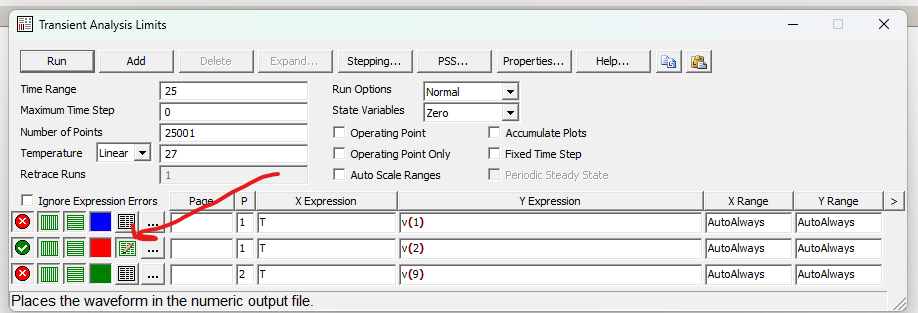 Transient Analysis Limits
Run Add Delete Expand... Stepping... PSS... Properties... Help...
Time Range 25 Run Options Normal
Maximum Time Step 0 State Variables Zero
Number of Points 25001 Operating Point Accumulate Plots
Temperature Linear 27 Operating Point Only Fixed Time Step
Retrace Runs 1 Auto Scale Ranges Periodic Steady State
Ignore Expression Errors Page P X Expression Y Expression X Range Y Range >
... 1 T v(1) AutoAlways AutoAlways
... 1 T v(2) AutoAlways AutoAlways
... 2 T v(9) AutoAlways AutoAlways
Places the waveform in the numeric output file.